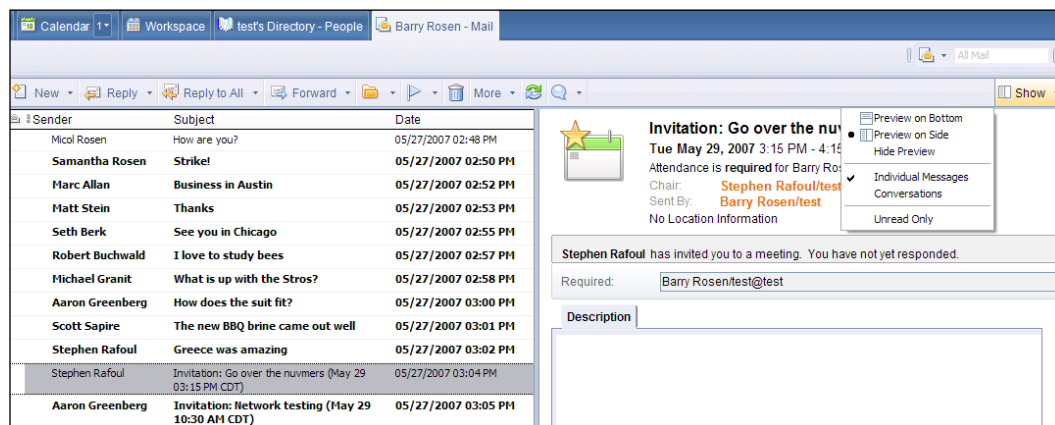 Calendar 1 Workspace test's Directory - People Barry Rosen - Mail
All Mail
New Reply Reply to All Forward More Show
Sender Subject Date
Micol Rosen How are you? 05/27/2007 02:48 PM
Samantha Rosen Strike! 05/27/2007 02:50 PM
Marc Allan Business in Austin 05/27/2007 02:52 PM
Matt Stein Thanks 05/27/2007 02:53 PM
Seth Berk See you in Chicago 05/27/2007 02:55 PM
Robert Buchwald I love to study bees 05/27/2007 02:57 PM
Michael Granit What is up with the Stros? 05/27/2007 02:58 PM
Aaron Greenberg How does the suit fit? 05/27/2007 03:00 PM
Scott Sapire The new BBQ brine came out well 05/27/2007 03:01 PM
Stephen Rafoul Greece was amazing 05/27/2007 03:02 PM
Stephen Rafoul Invitation: Go over the nuvmers (May 29 05/27/2007 03:04 PM
03:15 PM CDT)
Aaron Greenberg Invitation: Network testing (May 29 05/27/2007 03:05 PM
10:30 AM CDT)
Invitation: Go over the nuv
Tue May 29, 2007 3:15 PM - 4:15
Attendance is required for Barry Ros
Chair: Stephen Rafoul/test
Sent By: Barry Rosen/test
No Location Information
Preview on Bottom
Preview on Side
Hide Preview
Individual Messages
Conversations
Unread Only
Stephen Rafoul has invited you to a meeting. You have not yet responded.
Required: Barry Rosen/test@test
Description